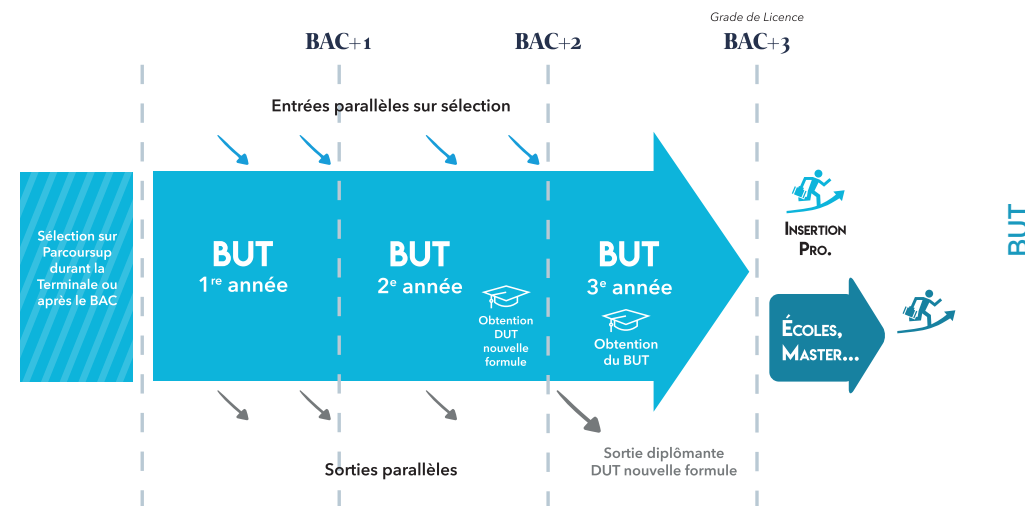 Grade de Licence
BAC+1
BAC+2
BAC+3
Entrées parallèles sur sélection
Sélection sur
Parcoursup
durant la
Terminale ou
après le BAC
BUT
1re année
BUT
2e année
Obtention
DUT
nouvelle
formule
BUT
3e année
Obtention
du BUT
INSERTION
PRO.
ÉCOLES,
MASTER...
BUT
Sorties parallèles
Sortie diplômante
DUT nouvelle formule